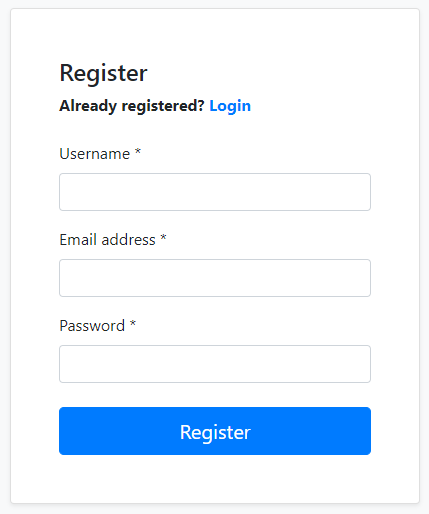 Register
Already registered? Login
Username *
Email address *
Password *
Register